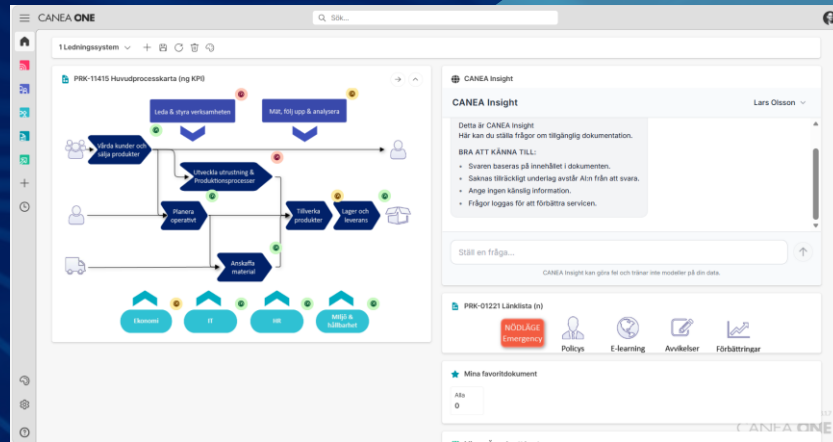 CANEA ONE
Sök...
1 Ledningssystem
PRK-11415 Huvudprocesskarta (ng KPI)
Leda & styra verksamheten
Mät, följ upp & analysera
Vårda kunder och
sälja produkter
Utveckla utrustning &
Produktionsprocesser
Planera
operativt
Tillverka
produkter
Lager och
leverans
Anskaffa
material
Ekonomi
IT
HR
Miljö &
hållbarhet
CANEA Insight
CANEA Insight
Lars Olsson
Detta är CANEA Insight
Här kan du ställa frågor om tillgänglig dokumentation.
BRA ATT KÄNNA TILL:
• Svaren baseras på innehållet i dokumenten.
• Saknas tillräckligt underlag avstår AI:n från att svara.
• Ange ingen känslig information.
• Frågor loggas för att förbättra servicen.
Ställ en fråga...
CANEA Insight kan göra fel och tränar inte modeller på din data.
PRK-01221 Länklista (n)
NÖDLÄGE
Emergency
Policys
E-learning
Avvikelser
Förbättringar
Mina favoritdokument
Alla
0
CANEA ONE